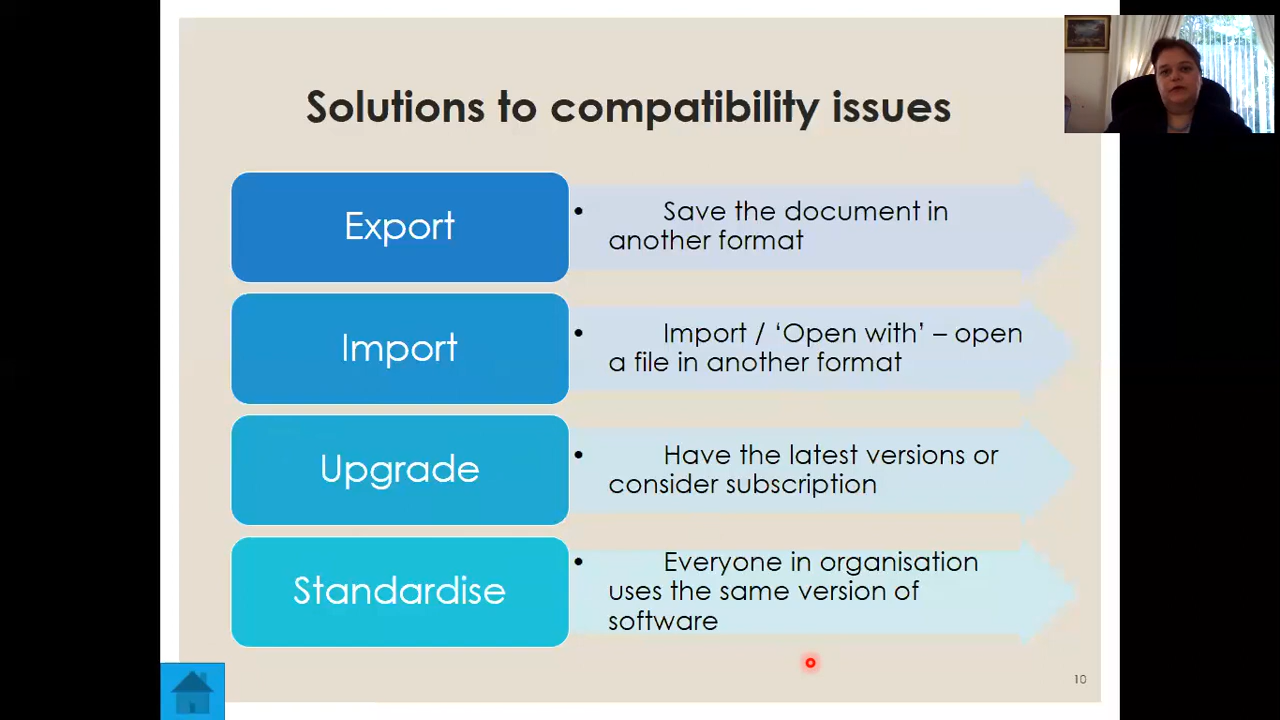 Solutions to compatibility issues
Export
• Save the document in
another format
Import
• Import / ‘Open with’ – open
a file in another format
Upgrade
• Have the latest versions or
consider subscription
Standardise
• Everyone in organisation
uses the same version of
software
10